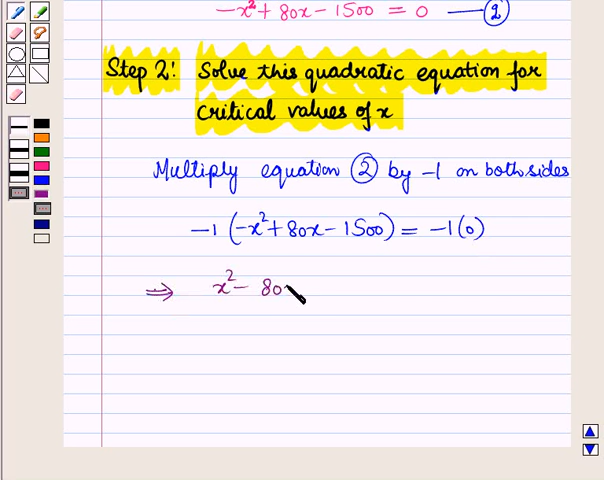 -x² + 80x - 1500 = 0 —②
Step 2: Solve this quadratic equation for
critical values of x
Multiply equation ② by -1 on both sides
-1 (-x² + 80x - 1500) = -1(0)
⇒ x² - 80x